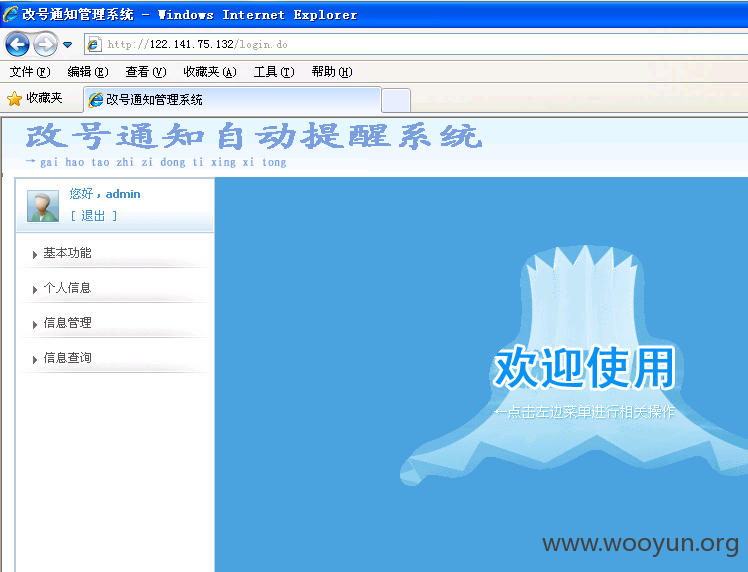 改号通知管理系统 - Windows Internet Explorer
http://122.141.75.132/login.do
文件(F) 编辑(E) 查看(V) 收藏夹(A) 工具(T) 帮助(H)
收藏夹 改号通知管理系统
改号通知自动提醒系统
→gai hao tao zhi zi dong ti xing xi tong
您好，admin
[ 退出 ]
基本功能
个人信息
信息管理
信息查询
欢迎使用
←点击左边菜单进行相关操作
www.wooyun.org